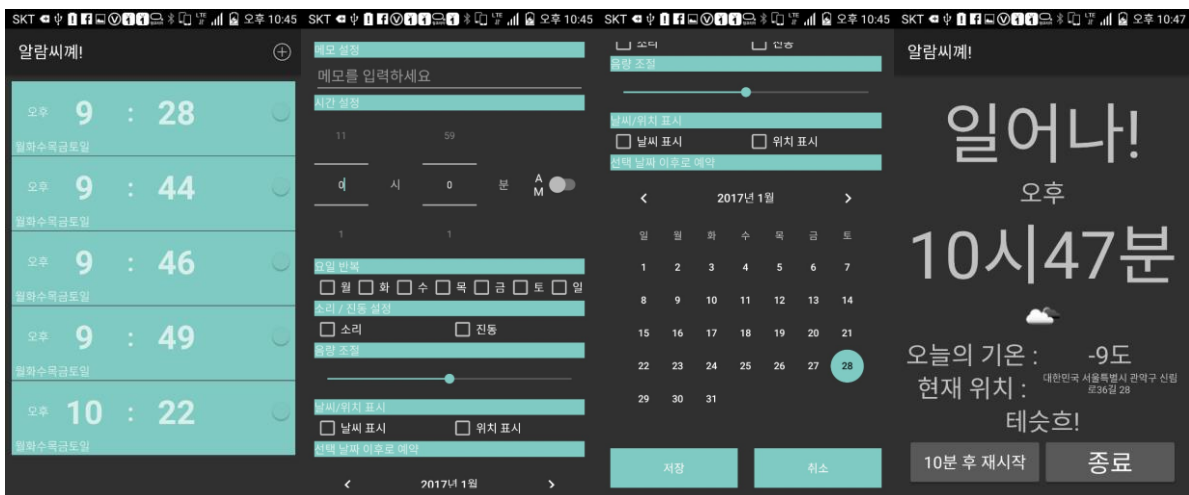 SKT LTE 오후 10:45
알람씨계!
오후 9 : 28
월화수목금토일
오후 9 : 44
월화수목금토일
오후 9 : 46
월화수목금토일
오후 9 : 49
월화수목금토일
오후 10 : 22
월화수목금토일
SKT LTE 오후 10:45
메모 설정
메모를 입력하세요
시간 설정
11 59
0 시 0 분 AM
1 1
요일 반복
월 화 수 목 금 토 일
소리 / 진동 설정
소리 진동
음량 조절
날씨/위치 표시
날씨 표시 위치 표시
선택 날짜 이후로 예약
2017년 1월
SKT LTE 오후 10:45
소리 진동
음량 조절
날씨/위치 표시
날씨 표시 위치 표시
선택 날짜 이후로 예약
2017년 1월
일 월 화 수 목 금 토
1 2 3 4 5 6 7
8 9 10 11 12 13 14
15 16 17 18 19 20 21
22 23 24 25 26 27 28
29 30 31
저장 취소
SKT LTE 오후 10:47
알람씨계!
일어나!
오후
10시47분
오늘의 기온 : -9도
현재 위치 : 대한민국 서울특별시 관악구 신림
로36길 28
테슷흐!
10분 후 재시작 종료